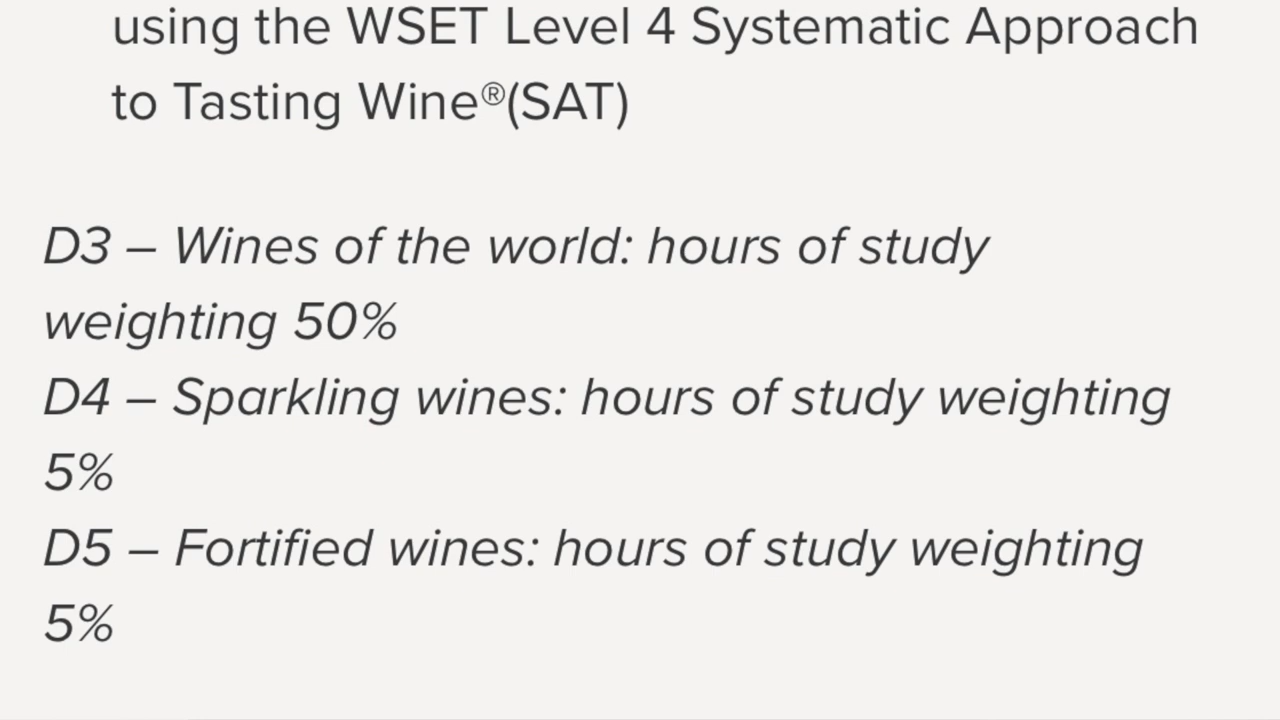 using the WSET Level 4 Systematic Approach
to Tasting Wine®(SAT)
D3 – Wines of the world: hours of study
weighting 50%
D4 – Sparkling wines: hours of study weighting
5%
D5 – Fortified wines: hours of study weighting
5%